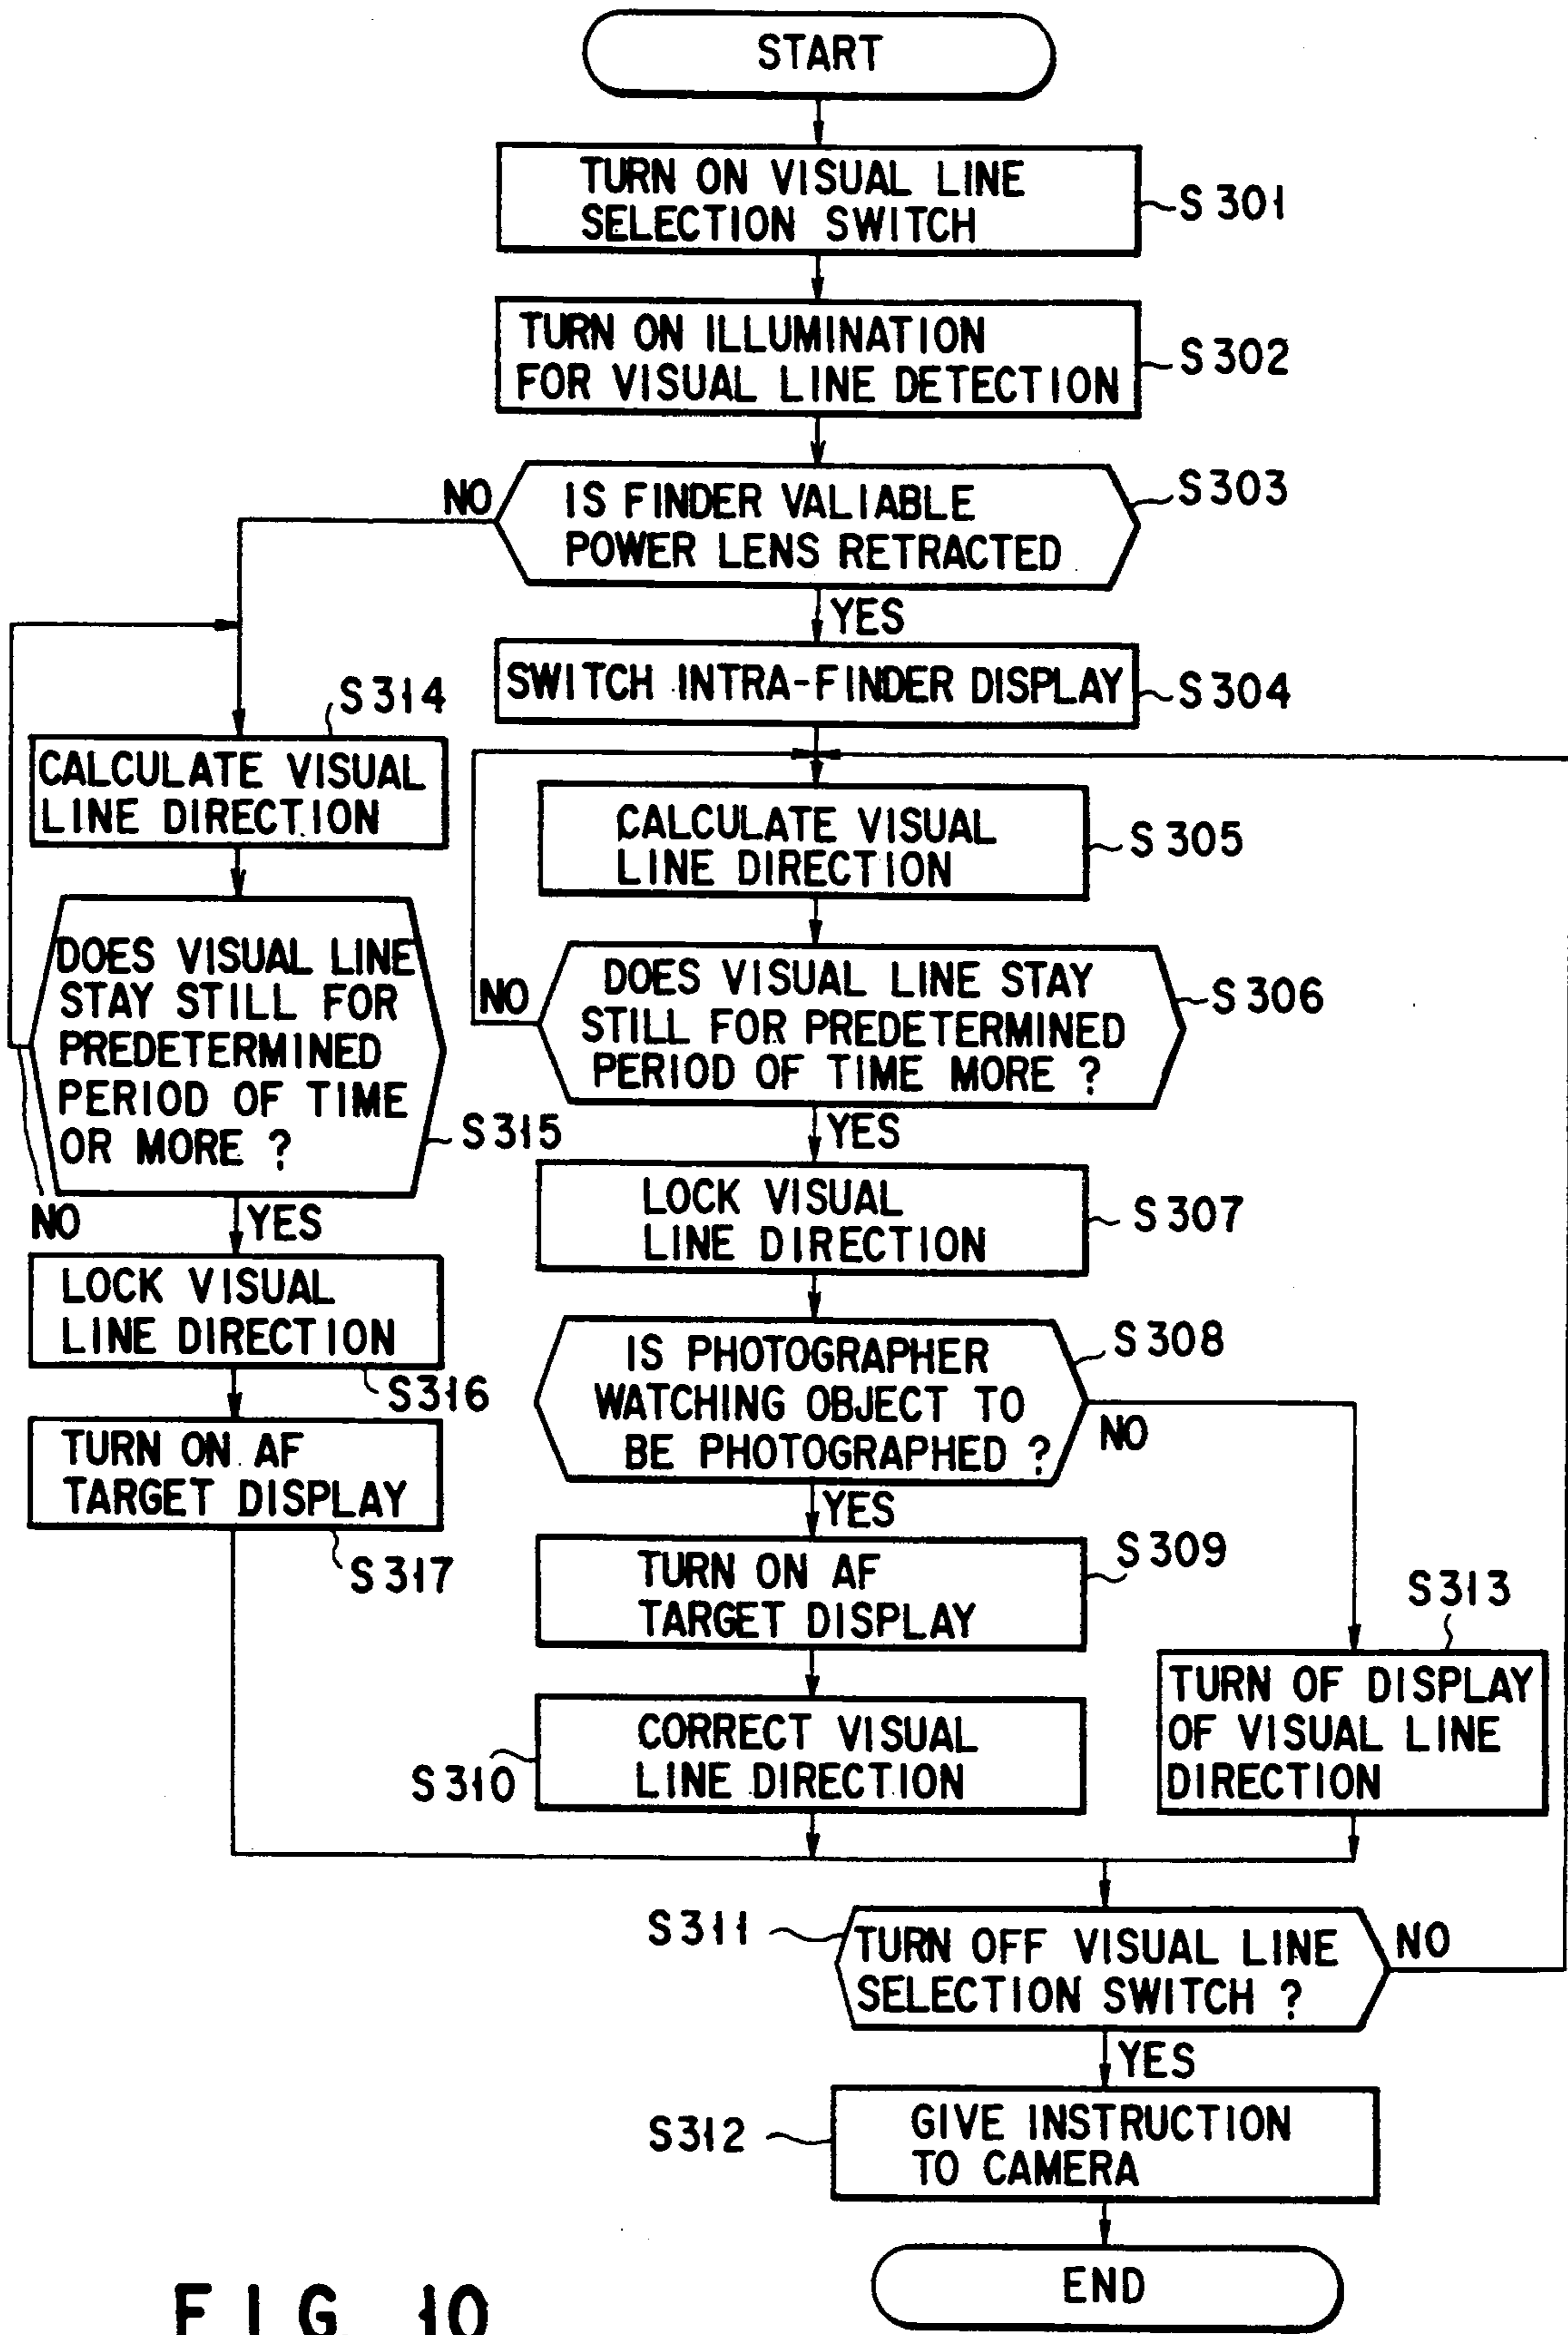 START
TURN ON VISUAL LINE
SELECTION SWITCH
S301
TURN ON ILLUMINATION
FOR VISUAL LINE DETECTION
S302
IS FINDER VALIABLE
POWER LENS RETRACTED
S303
NO
YES
SWITCH INTRA-FINDER DISPLAY
S304
S314
CALCULATE VISUAL
LINE DIRECTION
CALCULATE VISUAL
LINE DIRECTION
S305
DOES VISUAL LINE
STAY STILL FOR
PREDETERMINED
PERIOD OF TIME
OR MORE ?
S315
NO
YES
DOES VISUAL LINE STAY
STILL FOR PREDETERMINED
PERIOD OF TIME MORE ?
S306
NO
YES
LOCK VISUAL
LINE DIRECTION
S316
LOCK VISUAL
LINE DIRECTION
S307
TURN ON AF
TARGET DISPLAY
S317
IS PHOTOGRAPHER
WATCHING OBJECT TO
BE PHOTOGRAPHED ?
S308
NO
YES
TURN ON AF
TARGET DISPLAY
S309
S313
TURN OF DISPLAY
OF VISUAL LINE
DIRECTION
CORRECT VISUAL
LINE DIRECTION
S310
S311
TURN OFF VISUAL LINE
SELECTION SWITCH ?
NO
YES
S312
GIVE INSTRUCTION
TO CAMERA
END
FIG. 10